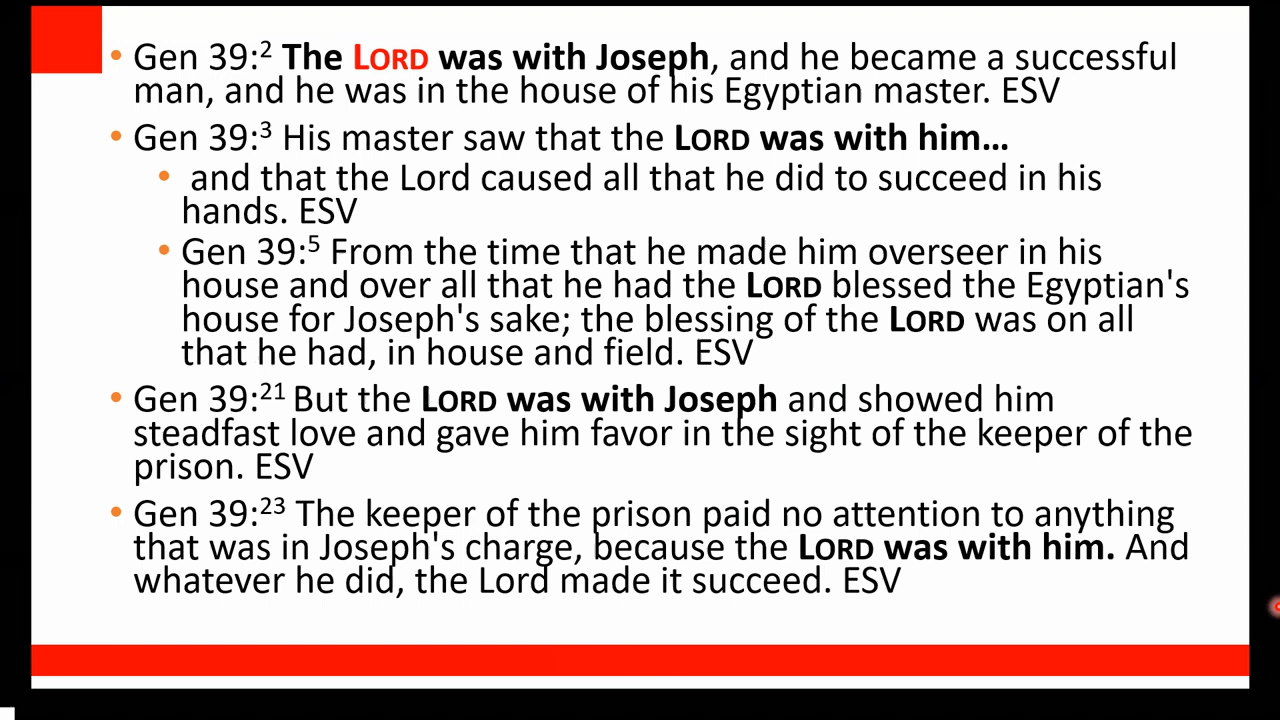 • Gen 39:² The LORD was with Joseph, and he became a successful
man, and he was in the house of his Egyptian master. ESV
• Gen 39:³ His master saw that the LORD was with him…
• and that the Lord caused all that he did to succeed in his
hands. ESV
• Gen 39:⁵ From the time that he made him overseer in his
house and over all that he had the LORD blessed the Egyptian's
house for Joseph's sake; the blessing of the LORD was on all
that he had, in house and field. ESV
• Gen 39:²¹ But the LORD was with Joseph and showed him
steadfast love and gave him favor in the sight of the keeper of the
prison. ESV
• Gen 39:²³ The keeper of the prison paid no attention to anything
that was in Joseph's charge, because the LORD was with him. And
whatever he did, the Lord made it succeed. ESV